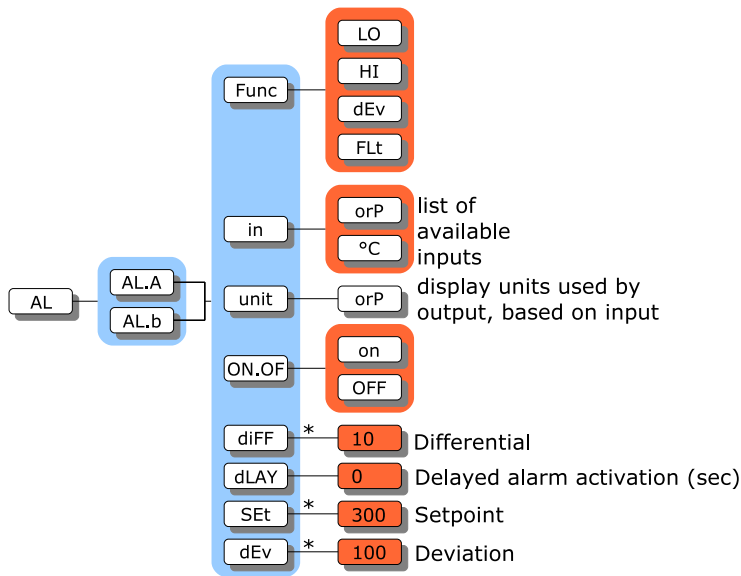 AL
AL.A
AL.b
Func
LO
HI
dEv
FLt
in
orP
°C
list of
available
inputs
unit
orP
display units used by
output, based on input
ON.OF
on
OFF
diFF * 10 Differential
dLAY 0 Delayed alarm activation (sec)
SEt * 300 Setpoint
dEv * 100 Deviation